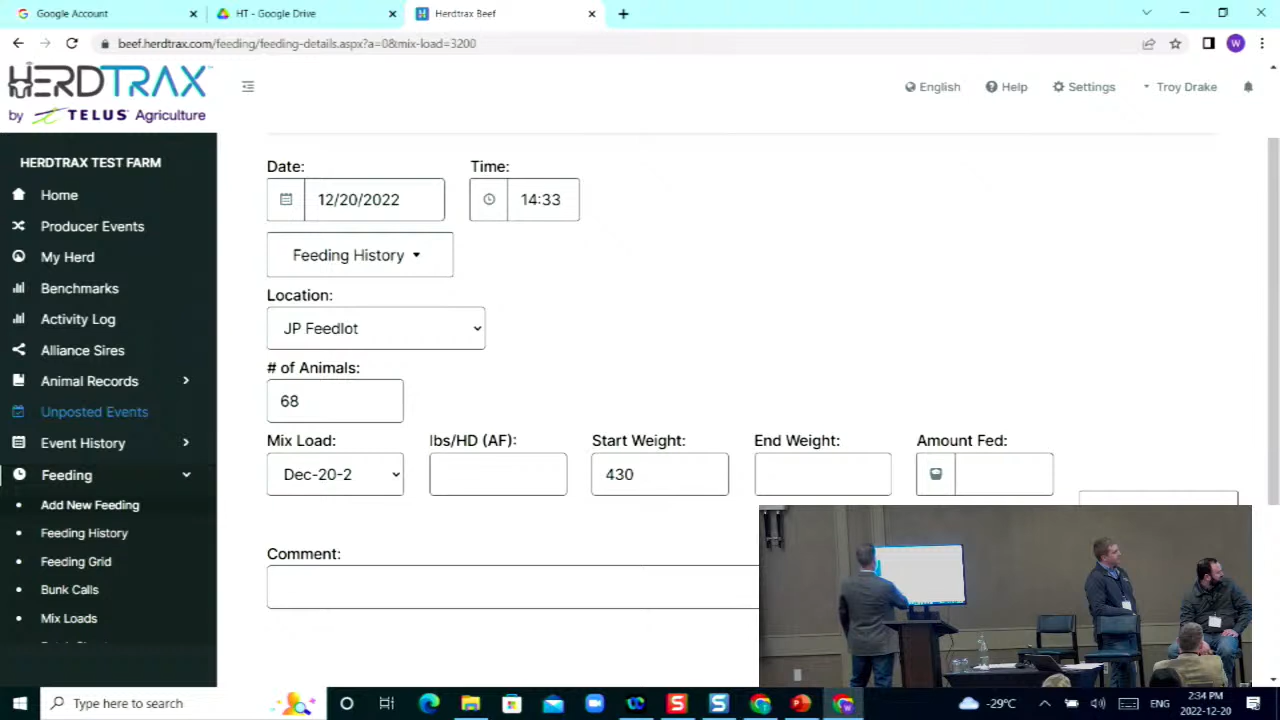 Google Account
HT - Google Drive
Herdtrax Beef
beef.herdtrax.com/feeding/feeding-details.aspx?a=0&mix-load=3200
W
HERDTRAX™
by TELUS® Agriculture
English
Help
Settings
Troy Drake
HERDTRAX TEST FARM
Home
Producer Events
My Herd
Benchmarks
Activity Log
Alliance Sires
Animal Records
Unposted Events
Event History
Feeding
Add New Feeding
Feeding History
Feeding Grid
Bunk Calls
Mix Loads
Date:
Time:
12/20/2022
14:33
Feeding History
Location:
JP Feedlot
# of Animals:
68
Mix Load:
lbs/HD (AF):
Start Weight:
End Weight:
Amount Fed:
Dec-20-2
430
Comment:
Type here to search
-29°C
ENG
2:34 PM
2022-12-20